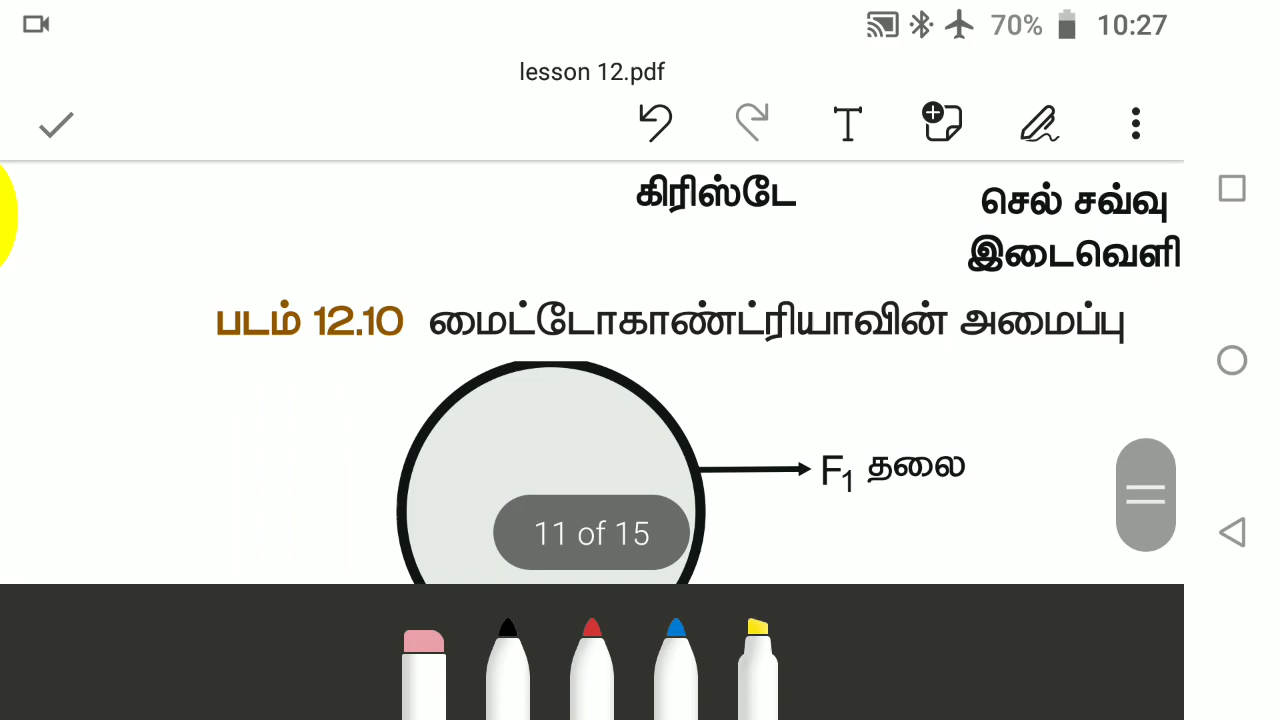 70% 10:27
lesson 12.pdf
T
கிரிஸ்டே
செல் சவ்வு
இடைவெளி
படம் 12.10 மைட்டோகாண்ட்ரியாவின் அமைப்பு
F₁ தலை
11 of 15